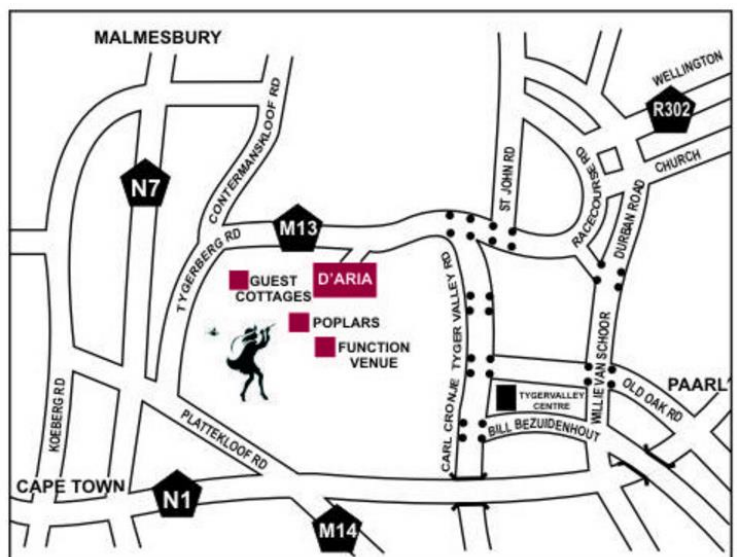 MALMESBURY
WELLINGTON
R302
CHURCH
CONTERMANSKLOOF RD
N7
ST JOHN RD
RACECOURSE RD
DURBAN ROAD
M13
TYGERBERG RD
GUEST
COTTAGES
D'ARIA
POPLARS
FUNCTION
VENUE
CARL CRONJE TYGER VALLEY RD
WILLIE VAN SCHOOR
TYGERVALLEY
CENTRE
OLD OAK RD
PAARL
BILL BEZUIDENHOUT
KOEBERG RD
PLATTEKLOOF RD
CAPE TOWN
N1
M14